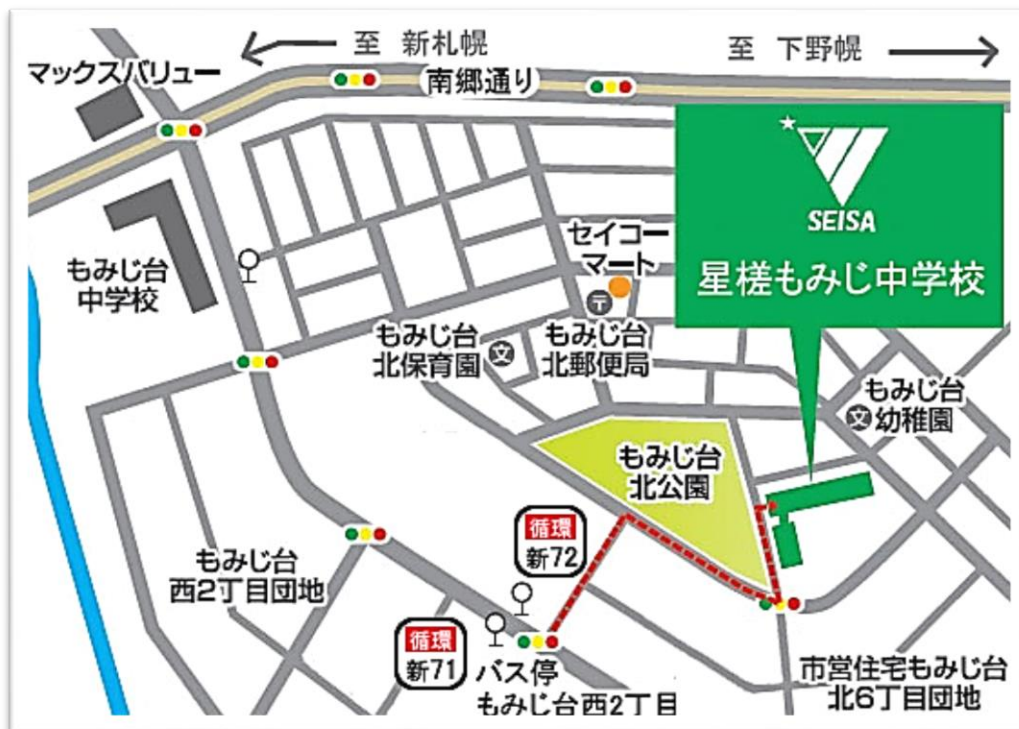 至 新札幌
至 下野幌
マックスバリュー
南郷通り
SEISA
星槎もみじ中学校
セイコー
マート
もみじ台
中学校
〒
もみじ台
北保育園
文
もみじ台
北郵便局
もみじ台
幼稚園
文
もみじ台
北公園
循環
新72
もみじ台
西2丁目団地
循環
新71
バス停
もみじ台西2丁目
市営住宅もみじ台
北6丁目団地